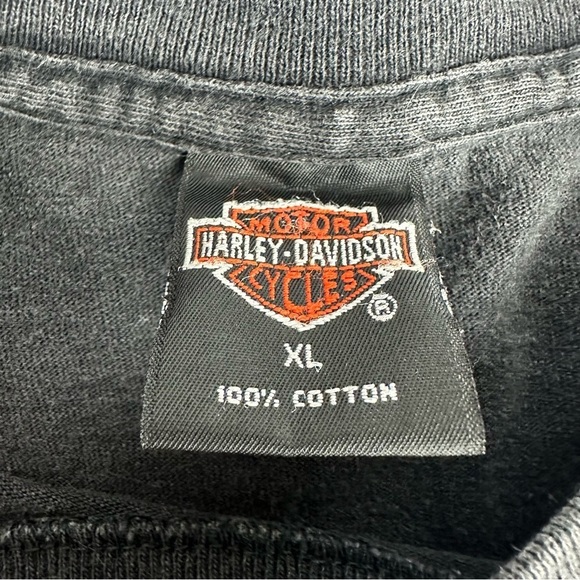 MOTOR
HARLEY-DAVIDSON
CYCLES
®
XL
100% COTTON